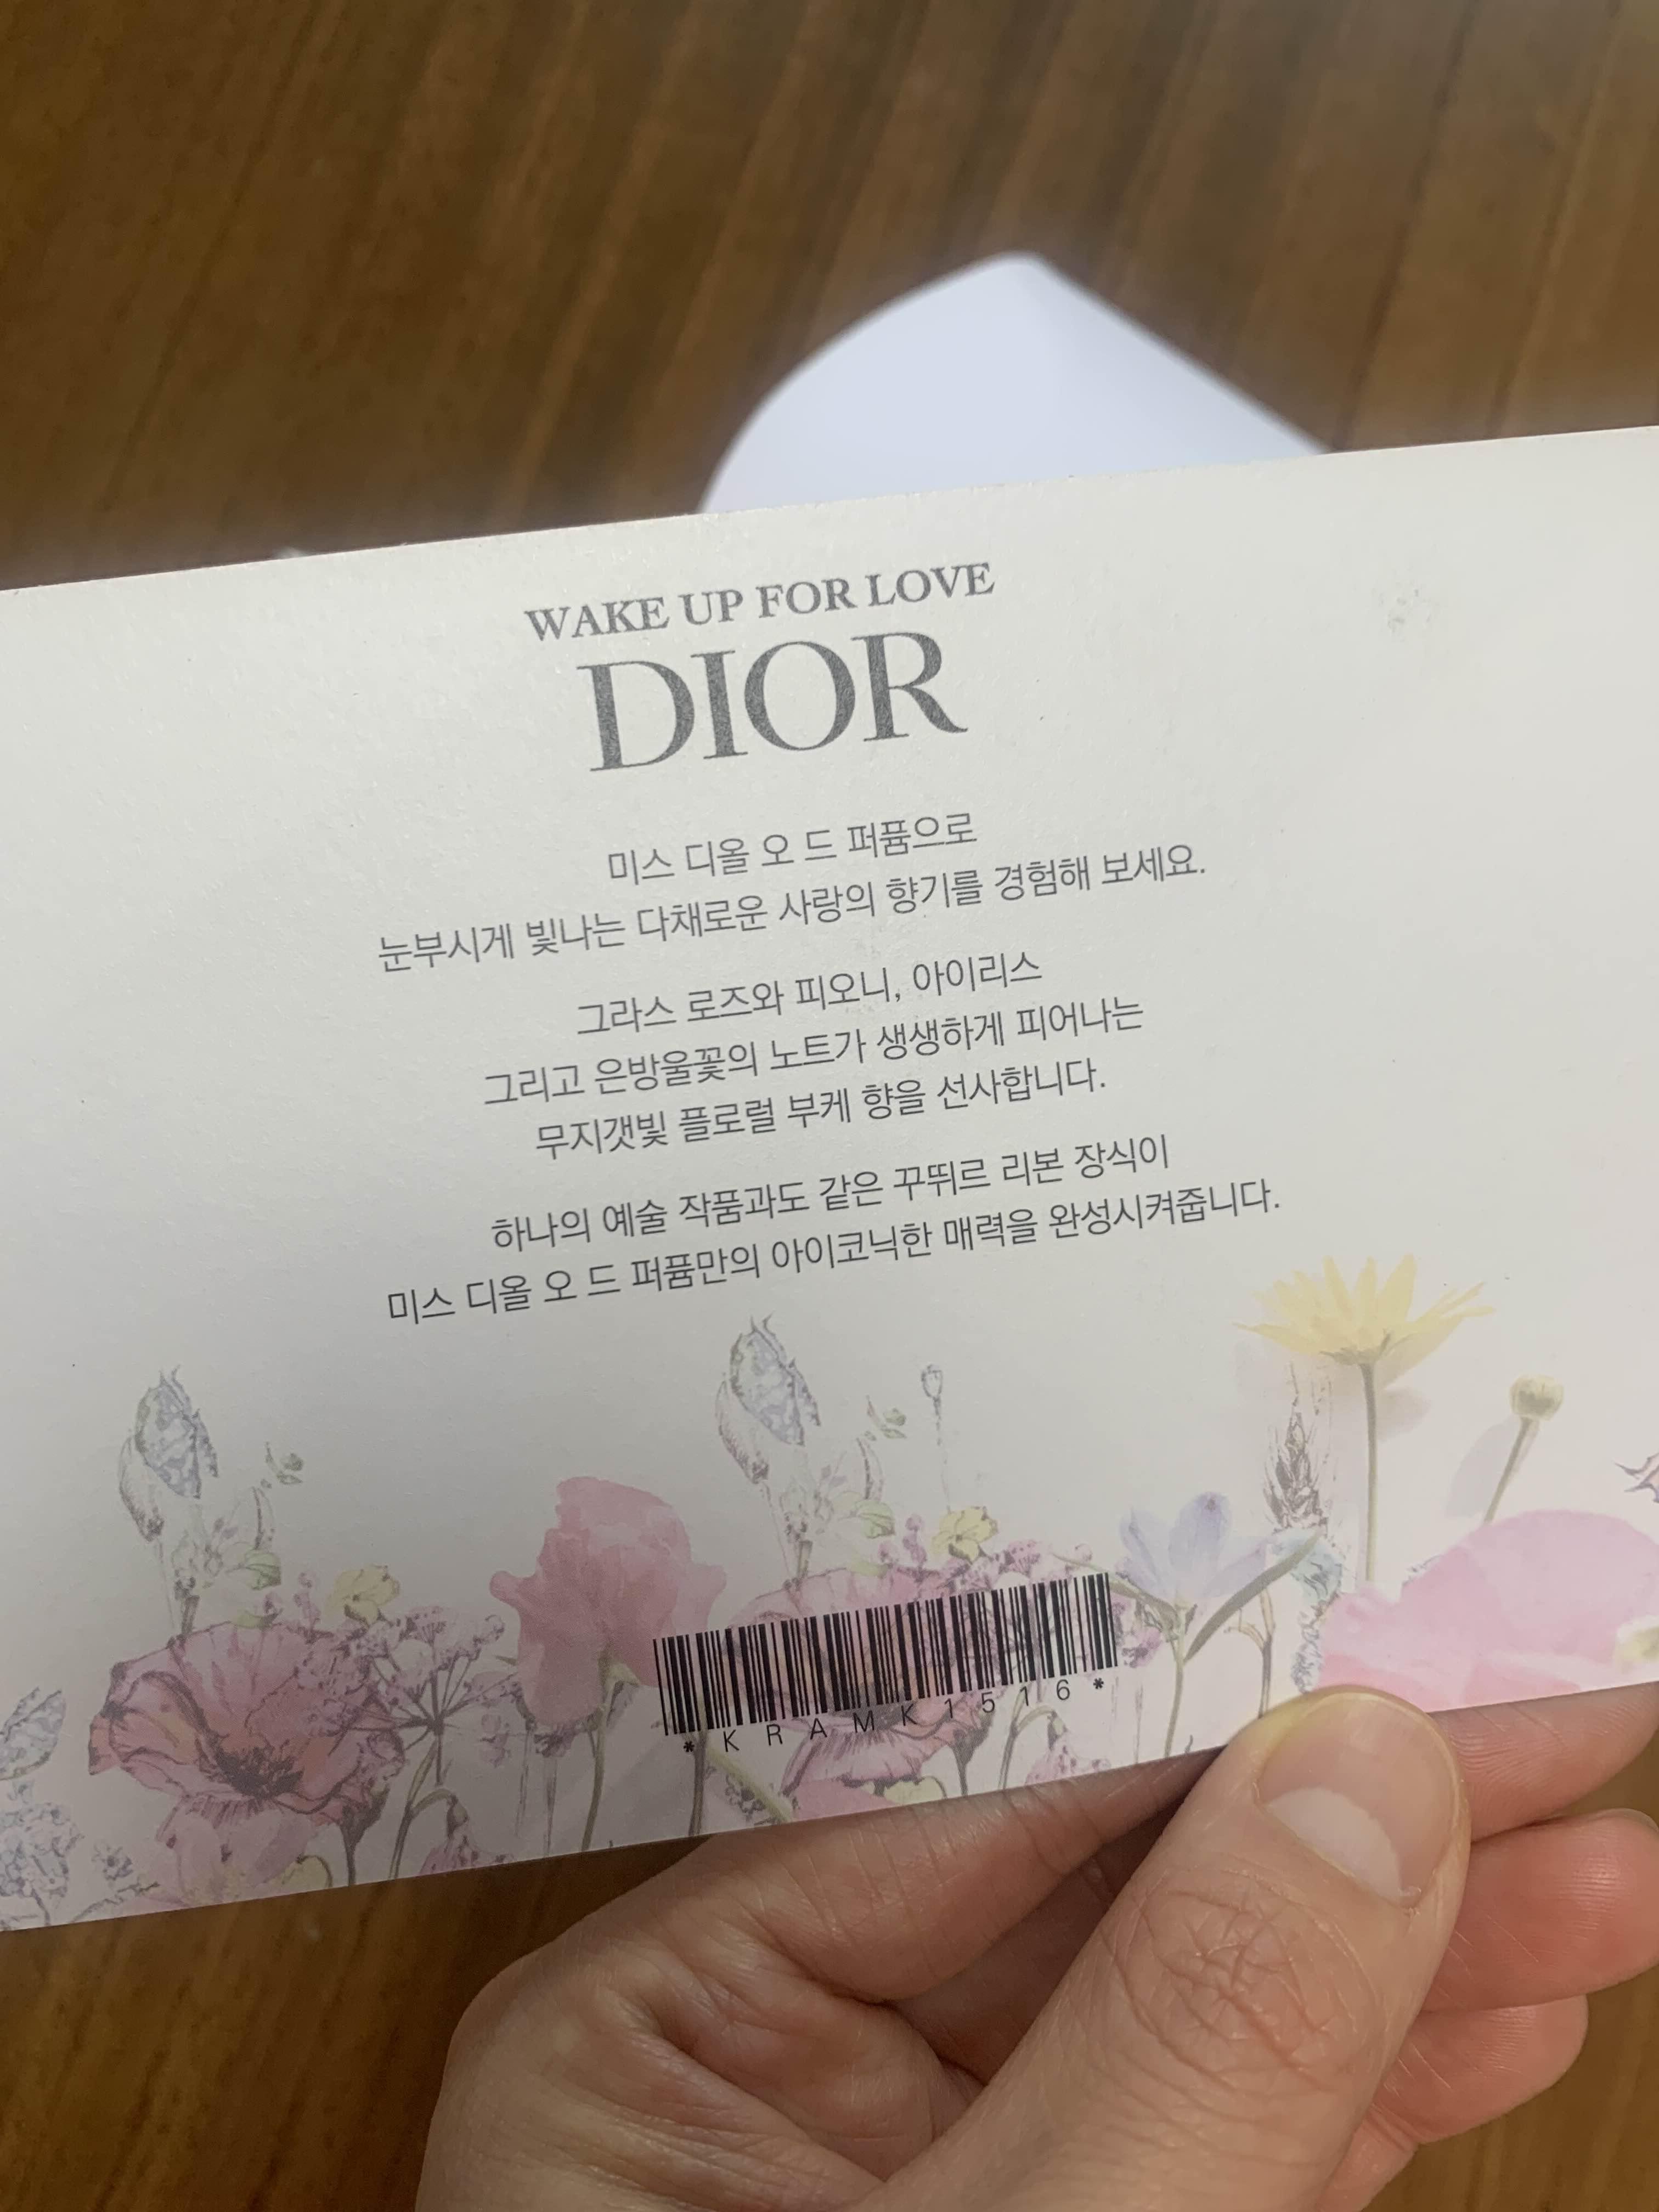 WAKE UP FOR LOVE
DIOR
미스 디올 오 드 퍼퓸으로
눈부시게 빛나는 다채로운 사랑의 향기를 경험해 보세요.
그라스 로즈와 피오니, 아이리스
그리고 은방울꽃의 노트가 생생하게 피어나는
무지갯빛 플로럴 부케 향을 선사합니다.
하나의 예술 작품과도 같은 꾸뛰르 리본 장식이
미스 디올 오 드 퍼퓸만의 아이코닉한 매력을 완성시켜줍니다.
*KRAMK1516*